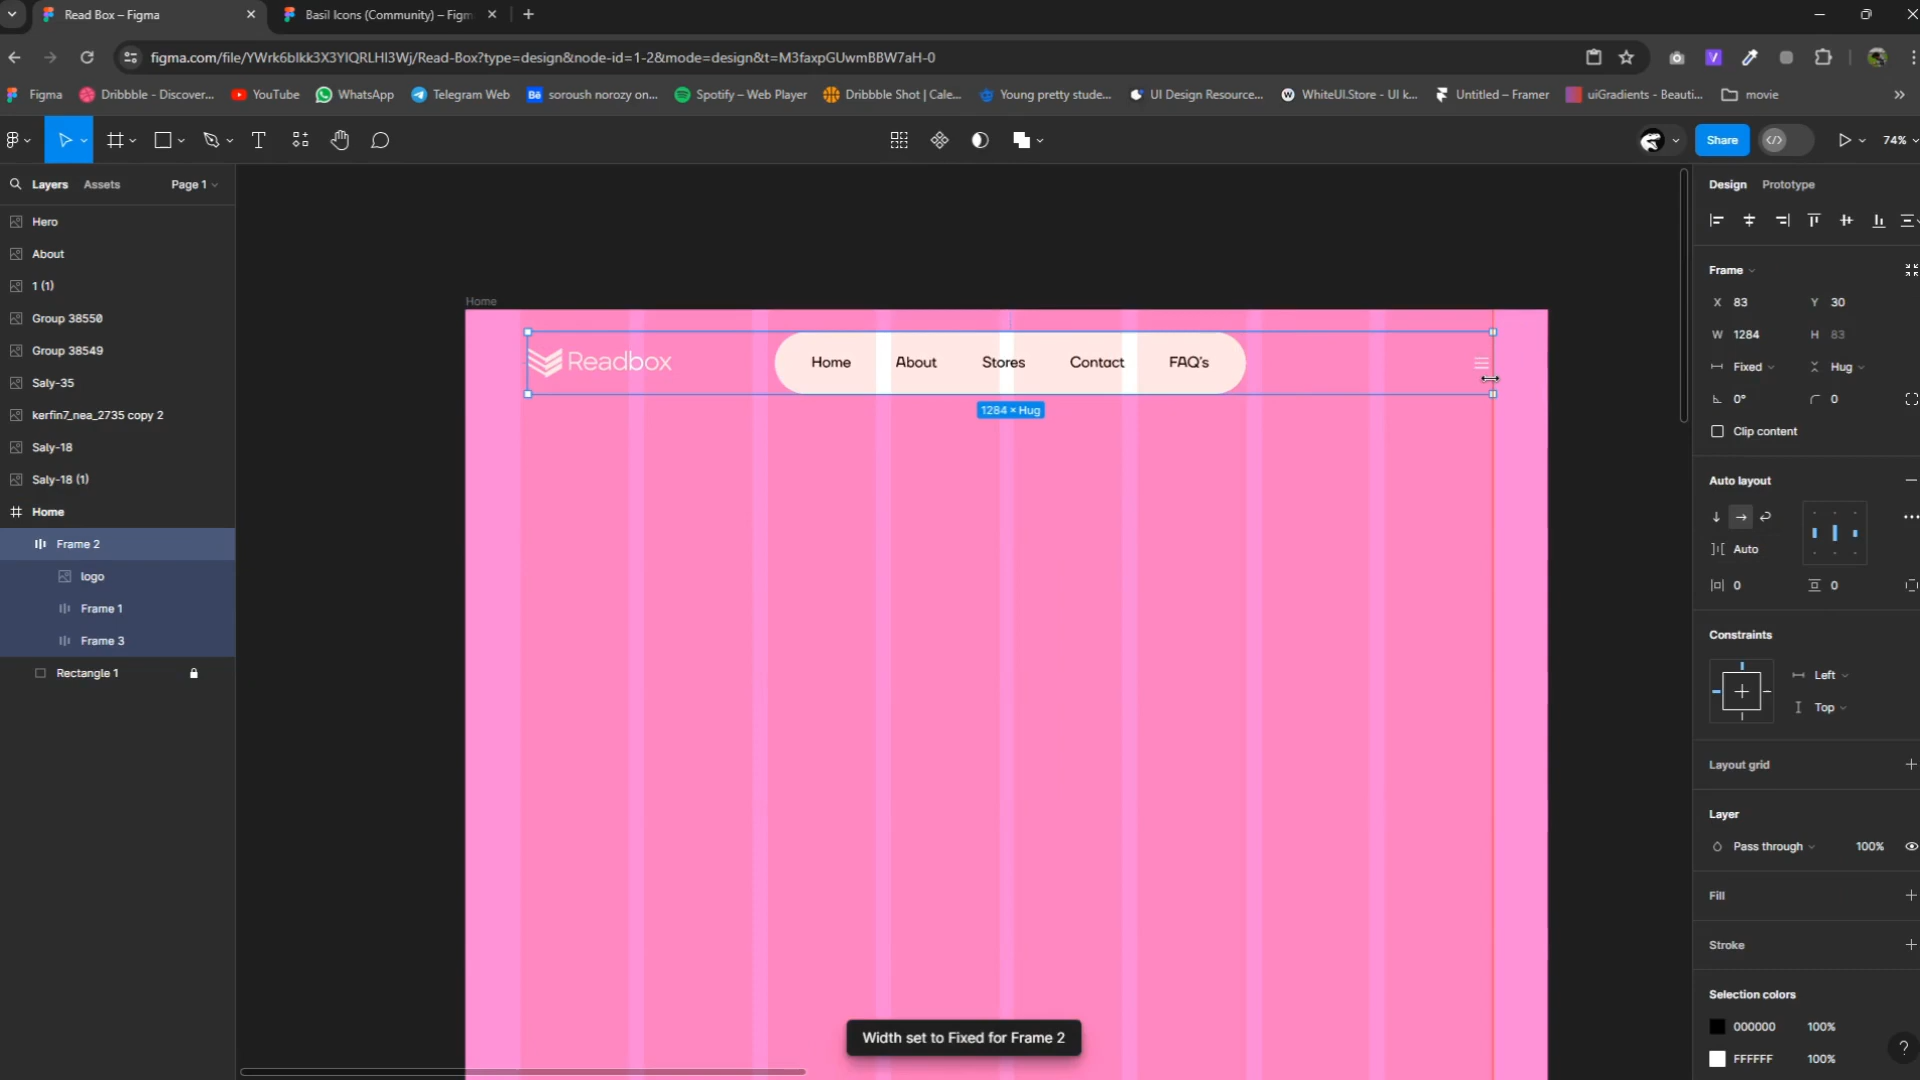 Read Box – Figma
Basil Icons (Community) – Figm
figma.com/file/YWrk6blkk3X3YIQRLHI3Wj/Read-Box?type=design&node-id=1-2&mode=design&t=M3faxpGUwmBBW7aH-0
Figma
Dribbble - Discover...
YouTube
WhatsApp
Telegram Web
Bē soroush norozy on...
Spotify – Web Player
Dribbble Shot | Cale...
Young pretty stude...
UI Design Resource...
WhiteUI.Store - UI k...
Untitled – Framer
uiGradients - Beauti...
movie
Share
74%
Layers
Assets
Page 1
Hero
About
1 (1)
Group 38550
Group 38549
Saly-35
kerfin7_nea_2735 copy 2
Saly-18
Saly-18 (1)
Home
Frame 2
logo
Frame 1
Frame 3
Rectangle 1
Home
Readbox
Home
About
Stores
Contact
FAQ's
1284 × Hug
Width set to Fixed for Frame 2
Design
Prototype
Frame
X 83
Y 30
W 1284
H 83
Fixed
Hug
0°
0
Clip content
Auto layout
Auto
0
0
Constraints
Left
Top
Layout grid
Layer
Pass through
100%
Fill
Stroke
Selection colors
000000 100%
FFFFFF 100%
?